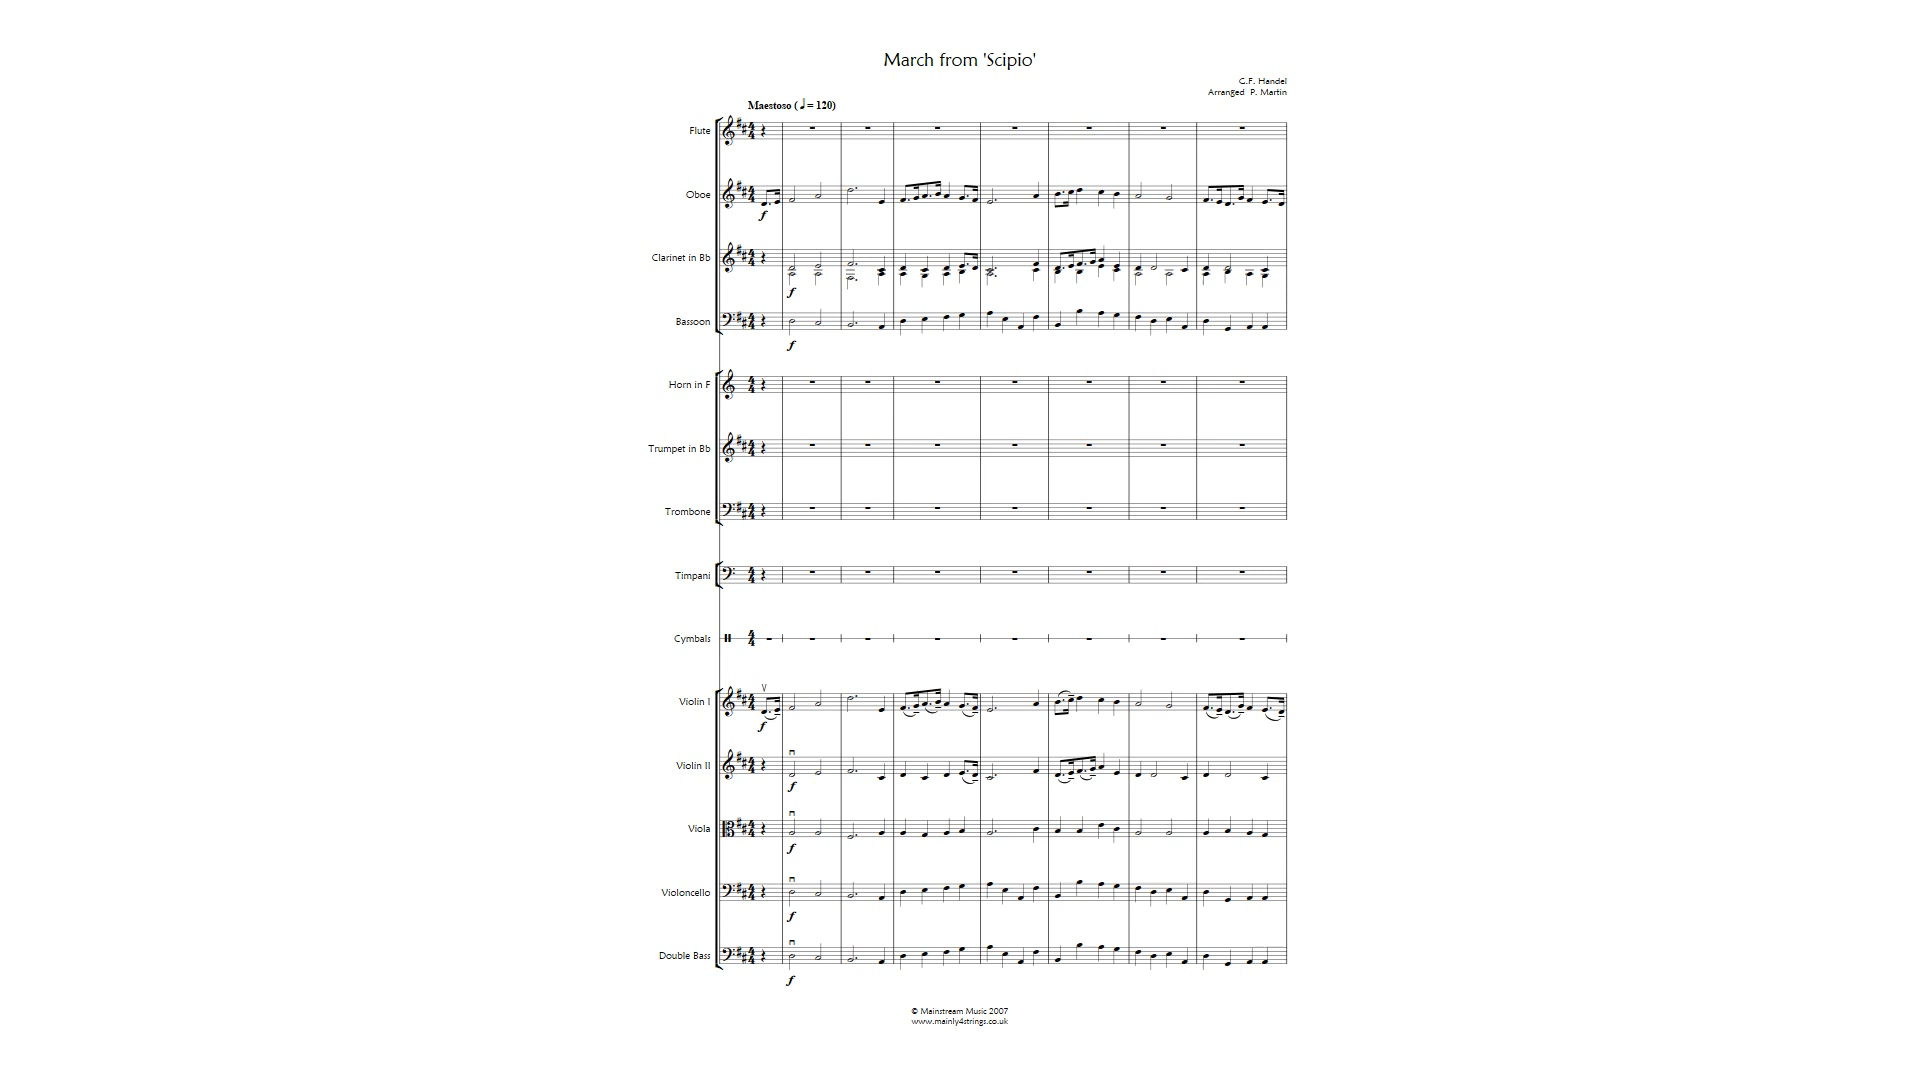 March from 'Scipio'
G.F. Handel
Arranged P. Martin
Maestoso (♩= 120)
Flute
Oboe
f
Clarinet in Bb
f
Bassoon
f
Horn in F
Trumpet in Bb
Trombone
Timpani
Cymbals
Violin I
f
Violin II
f
Viola
f
Violoncello
f
Double Bass
f
© Mainstream Music 2007
www.mainly4strings.co.uk